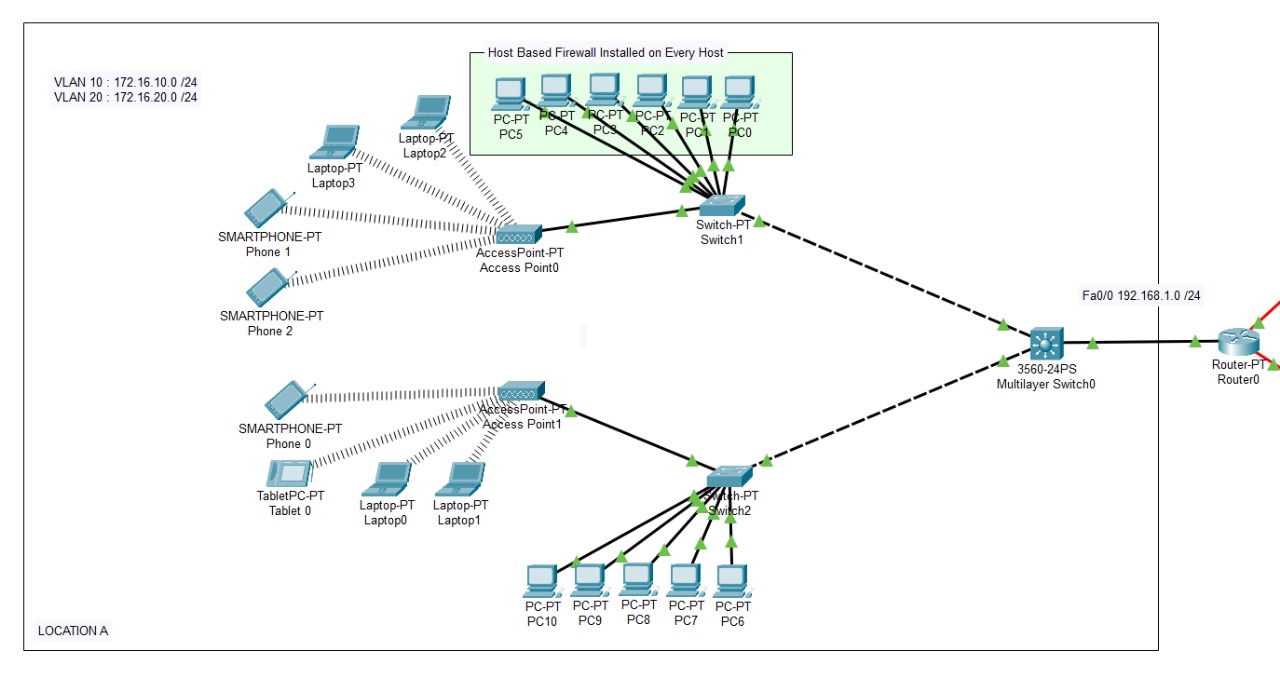 Host Based Firewall Installed on Every Host
VLAN 10 : 172.16.10.0 /24
VLAN 20 : 172.16.20.0 /24
PC-PT
PC5
PC-PT
PC4
PC-PT
PC3
PC-PT
PC2
PC-PT
PC1
PC-PT
PC0
Laptop-PT
Laptop2
Laptop-PT
Laptop3
SMARTPHONE-PT
Phone 1
AccessPoint-PT
Access Point0
Switch-PT
Switch1
SMARTPHONE-PT
Phone 2
Fa0/0 192.168.1.0 /24
3560-24PS
Multilayer Switch0
Router-PT
Router0
SMARTPHONE-PT
Phone 0
AccessPoint-PT
Access Point1
TabletPC-PT
Tablet 0
Laptop-PT
Laptop0
Laptop-PT
Laptop1
Switch-PT
Switch2
PC-PT
PC10
PC-PT
PC9
PC-PT
PC8
PC-PT
PC7
PC-PT
PC6
LOCATION A